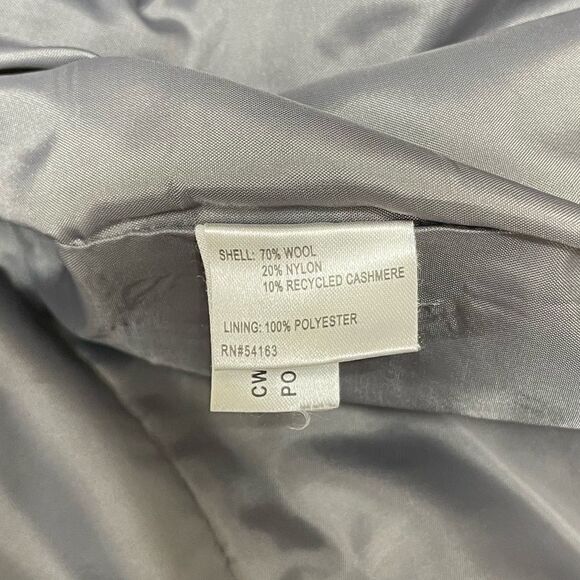 SHELL: 70% WOOL
20% NYLON
10% RECYCLED CASHMERE
LINING: 100% POLYESTER
RN#54163
CW
PO